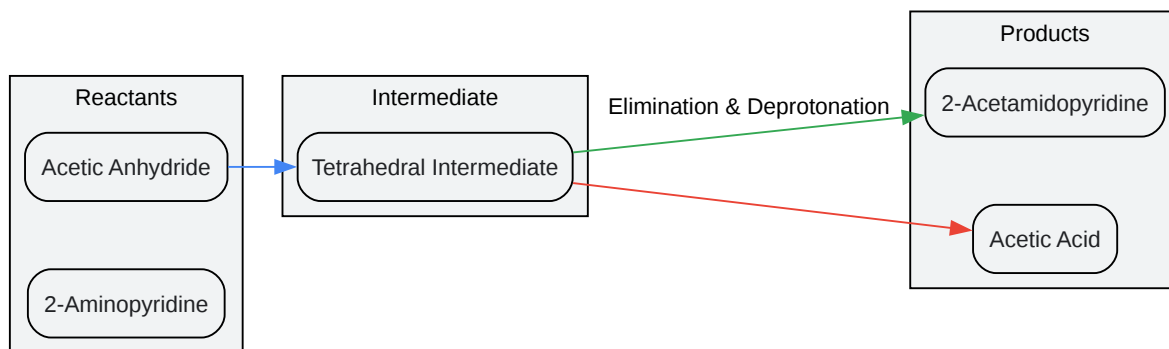 Reactants
Acetic Anhydride
2-Aminopyridine
Intermediate
Tetrahedral Intermediate
Elimination & Deprotonation
Products
2-Acetamidopyridine
Acetic Acid